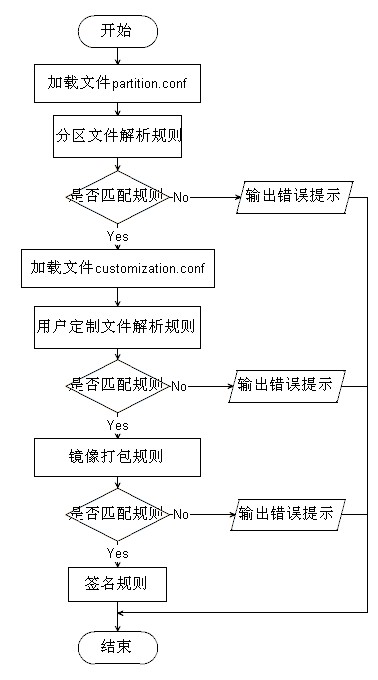 开始
加载文件partition.conf
分区文件解析规则
是否匹配规则
No
输出错误提示
Yes
加载文件customization.conf
用户定制文件解析规则
是否匹配规则
No
输出错误提示
Yes
镜像打包规则
是否匹配规则
No
输出错误提示
Yes
签名规则
结束